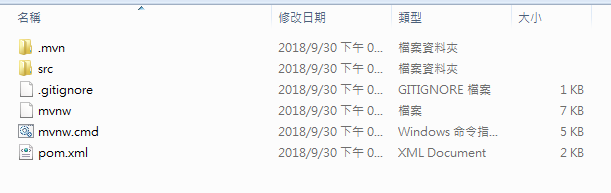 名稱 修改日期 類型 大小
.mvn 2018/9/30 下午 0... 檔案資料夾
src 2018/9/30 下午 0... 檔案資料夾
.gitignore 2018/9/30 下午 0... GITIGNORE 檔案 1 KB
mvnw 2018/9/30 下午 0... 檔案 7 KB
mvnw.cmd 2018/9/30 下午 0... Windows 命令指... 5 KB
pom.xml 2018/9/30 下午 0... XML Document 2 KB